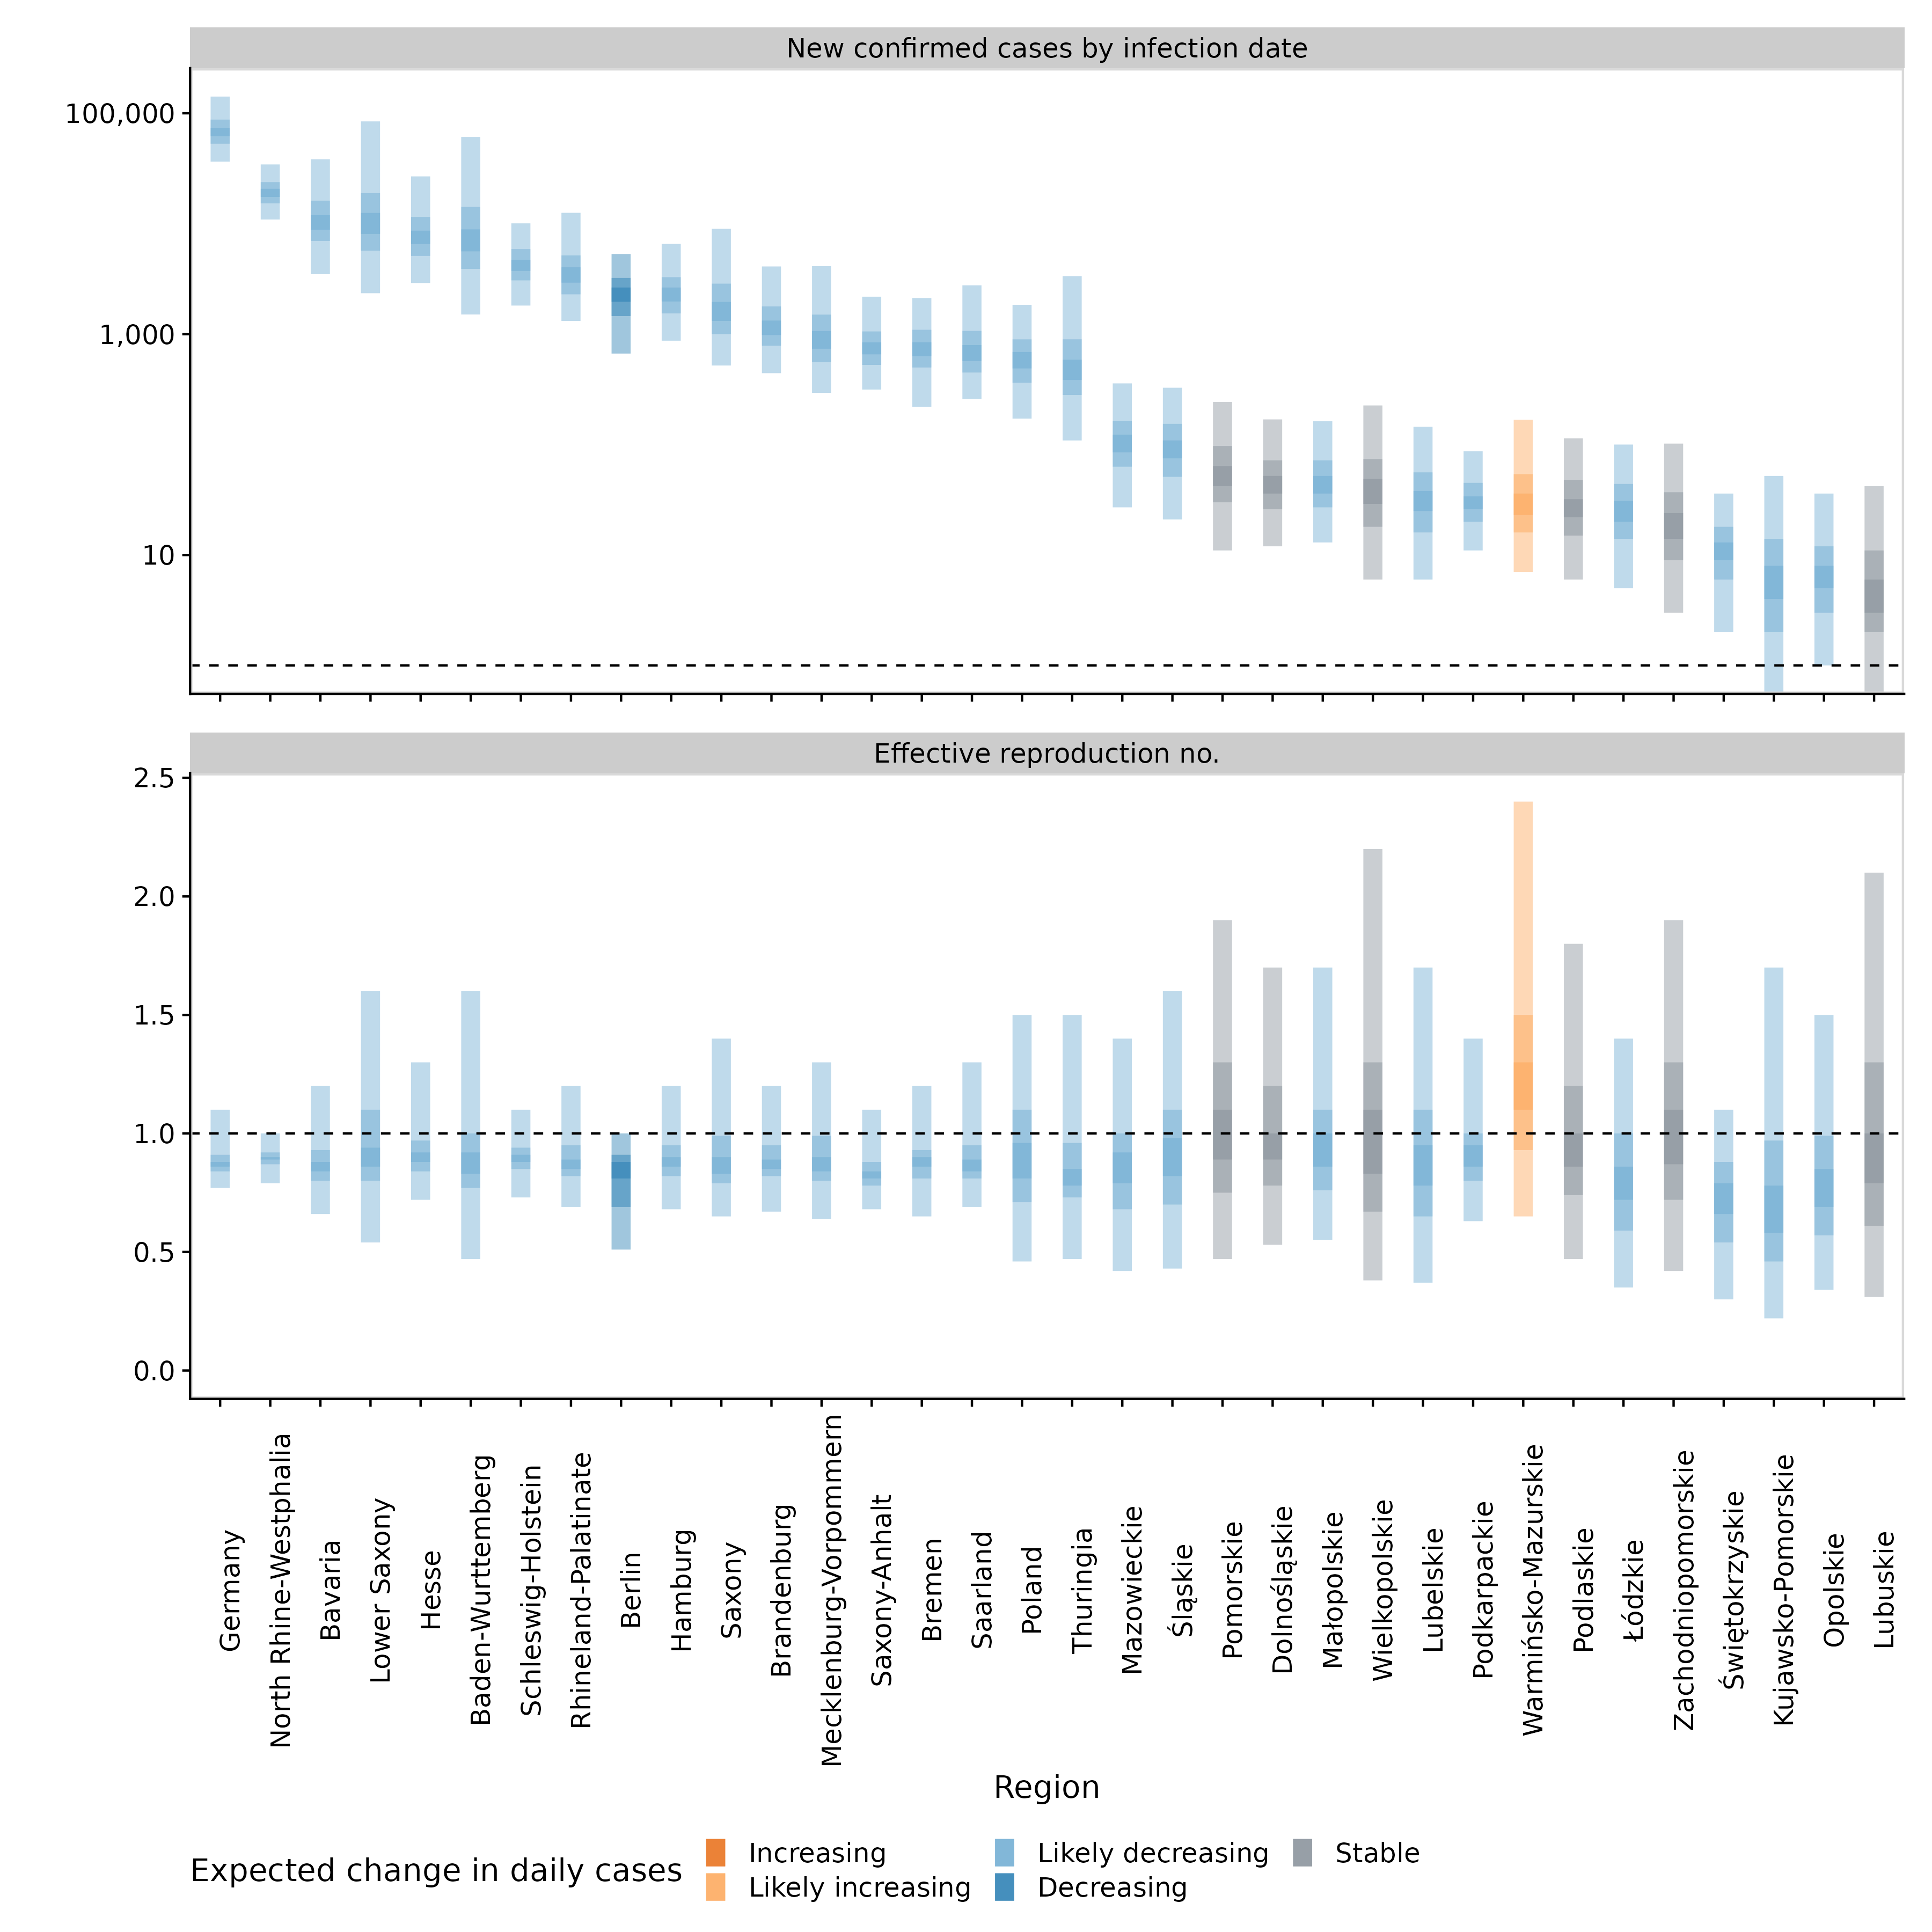 New confirmed cases by infection date
100,000
1,000
10
Effective reproduction no.
2.5
2.0
1.5
1.0
0.5
0.0
Germany
North Rhine-Westphalia
Bavaria
Lower Saxony
Hesse
Baden-Wurttemberg
Schleswig-Holstein
Rhineland-Palatinate
Berlin
Hamburg
Saxony
Brandenburg
Mecklenburg-Vorpommern
Saxony-Anhalt
Bremen
Saarland
Poland
Thuringia
Mazowieckie
Śląskie
Pomorskie
Dolnośląskie
Małopolskie
Wielkopolskie
Lubelskie
Podkarpackie
Warmińsko-Mazurskie
Podlaskie
Łódzkie
Zachodniopomorskie
Świętokrzyskie
Kujawsko-Pomorskie
Opolskie
Lubuskie
Region
Expected change in daily cases
Increasing
Likely increasing
Likely decreasing
Decreasing
Stable